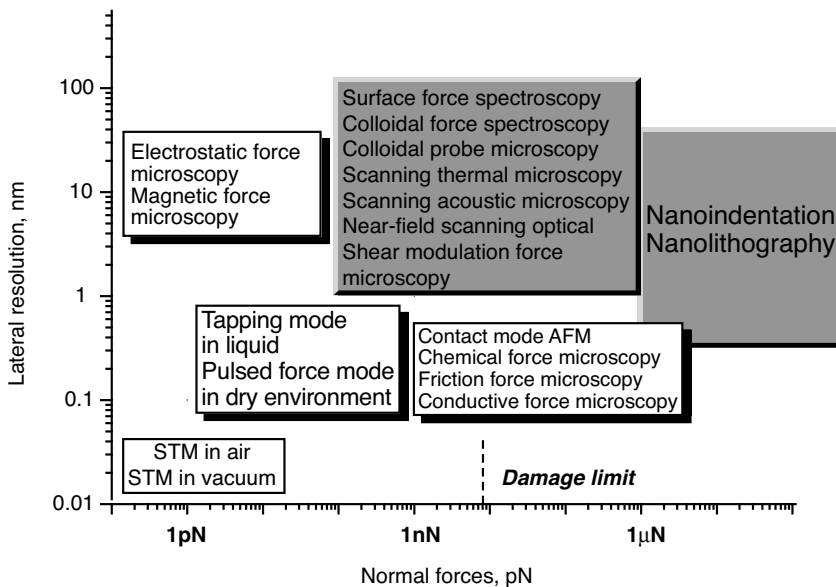 Lateral resolution, nm
100
10
1
0.1
0.01
Electrostatic force
microscopy
Magnetic force
microscopy
Surface force spectroscopy
Colloidal force spectroscopy
Colloidal probe microscopy
Scanning thermal microscopy
Scanning acoustic microscopy
Near-field scanning optical
Shear modulation force
microscopy
Nanoindentation
Nanolithography
Tapping mode
in liquid
Pulsed force mode
in dry environment
Contact mode AFM
Chemical force microscopy
Friction force microscopy
Conductive force microscopy
STM in air
STM in vacuum
Damage limit
1pN
1nN
1μN
Normal forces, pN